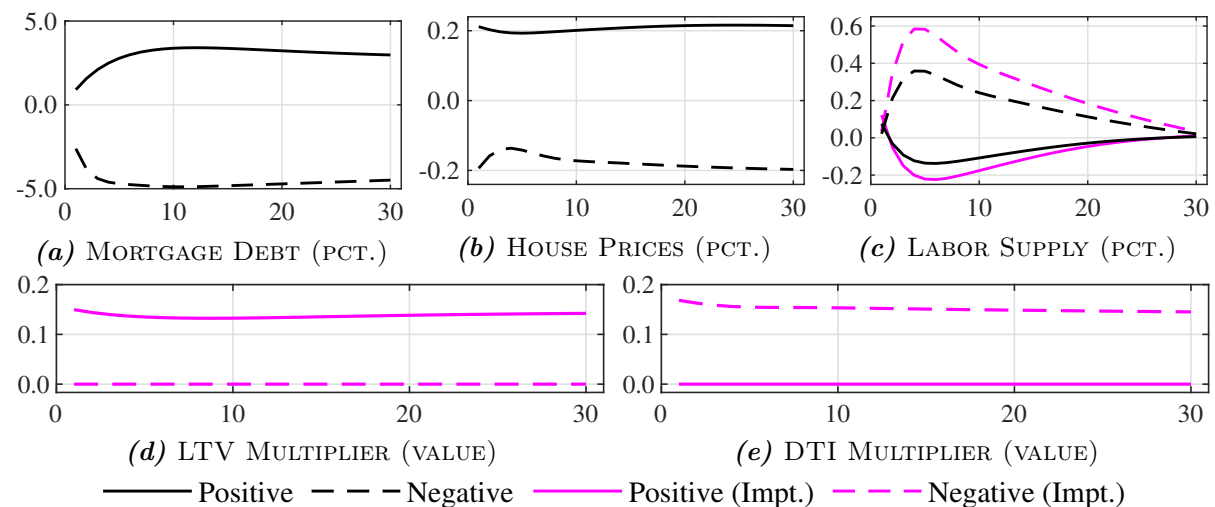 5.0
0.0
-5.0
0 10 20 30
(a) MORTGAGE DEBT (PCT.)
0.2
0.0
-0.2
0 10 20 30
(b) HOUSE PRICES (PCT.)
0.6
0.4
0.2
0.0
-0.2
0 10 20 30
(c) LABOR SUPPLY (PCT.)
0.2
0.1
0.0
0 10 20 30
(d) LTV MULTIPLIER (VALUE)
0.2
0.1
0.0
0 10 20 30
(e) DTI MULTIPLIER (VALUE)
Positive Negative Positive (Impt.) Negative (Impt.)